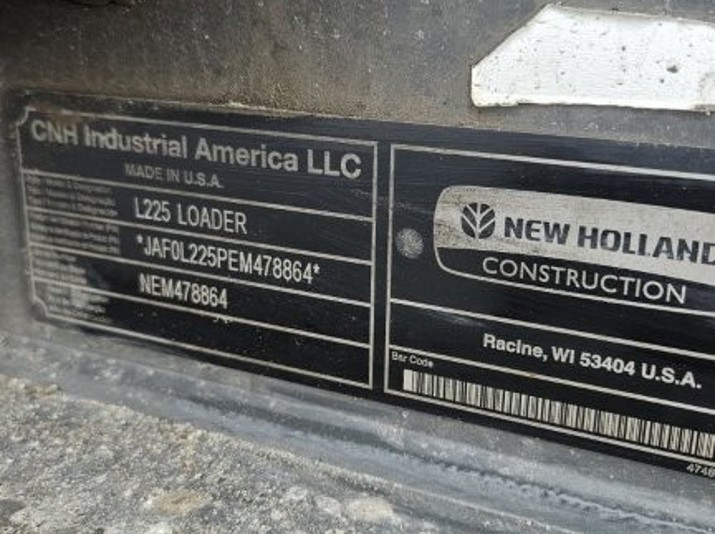 CNH Industrial America LLC
MADE IN U.S.A.
L225 LOADER
*JAF0L225PEM478864*
NEM478864
NEW HOLLAND
CONSTRUCTION
Racine, WI 53404 U.S.A.
Bar Code